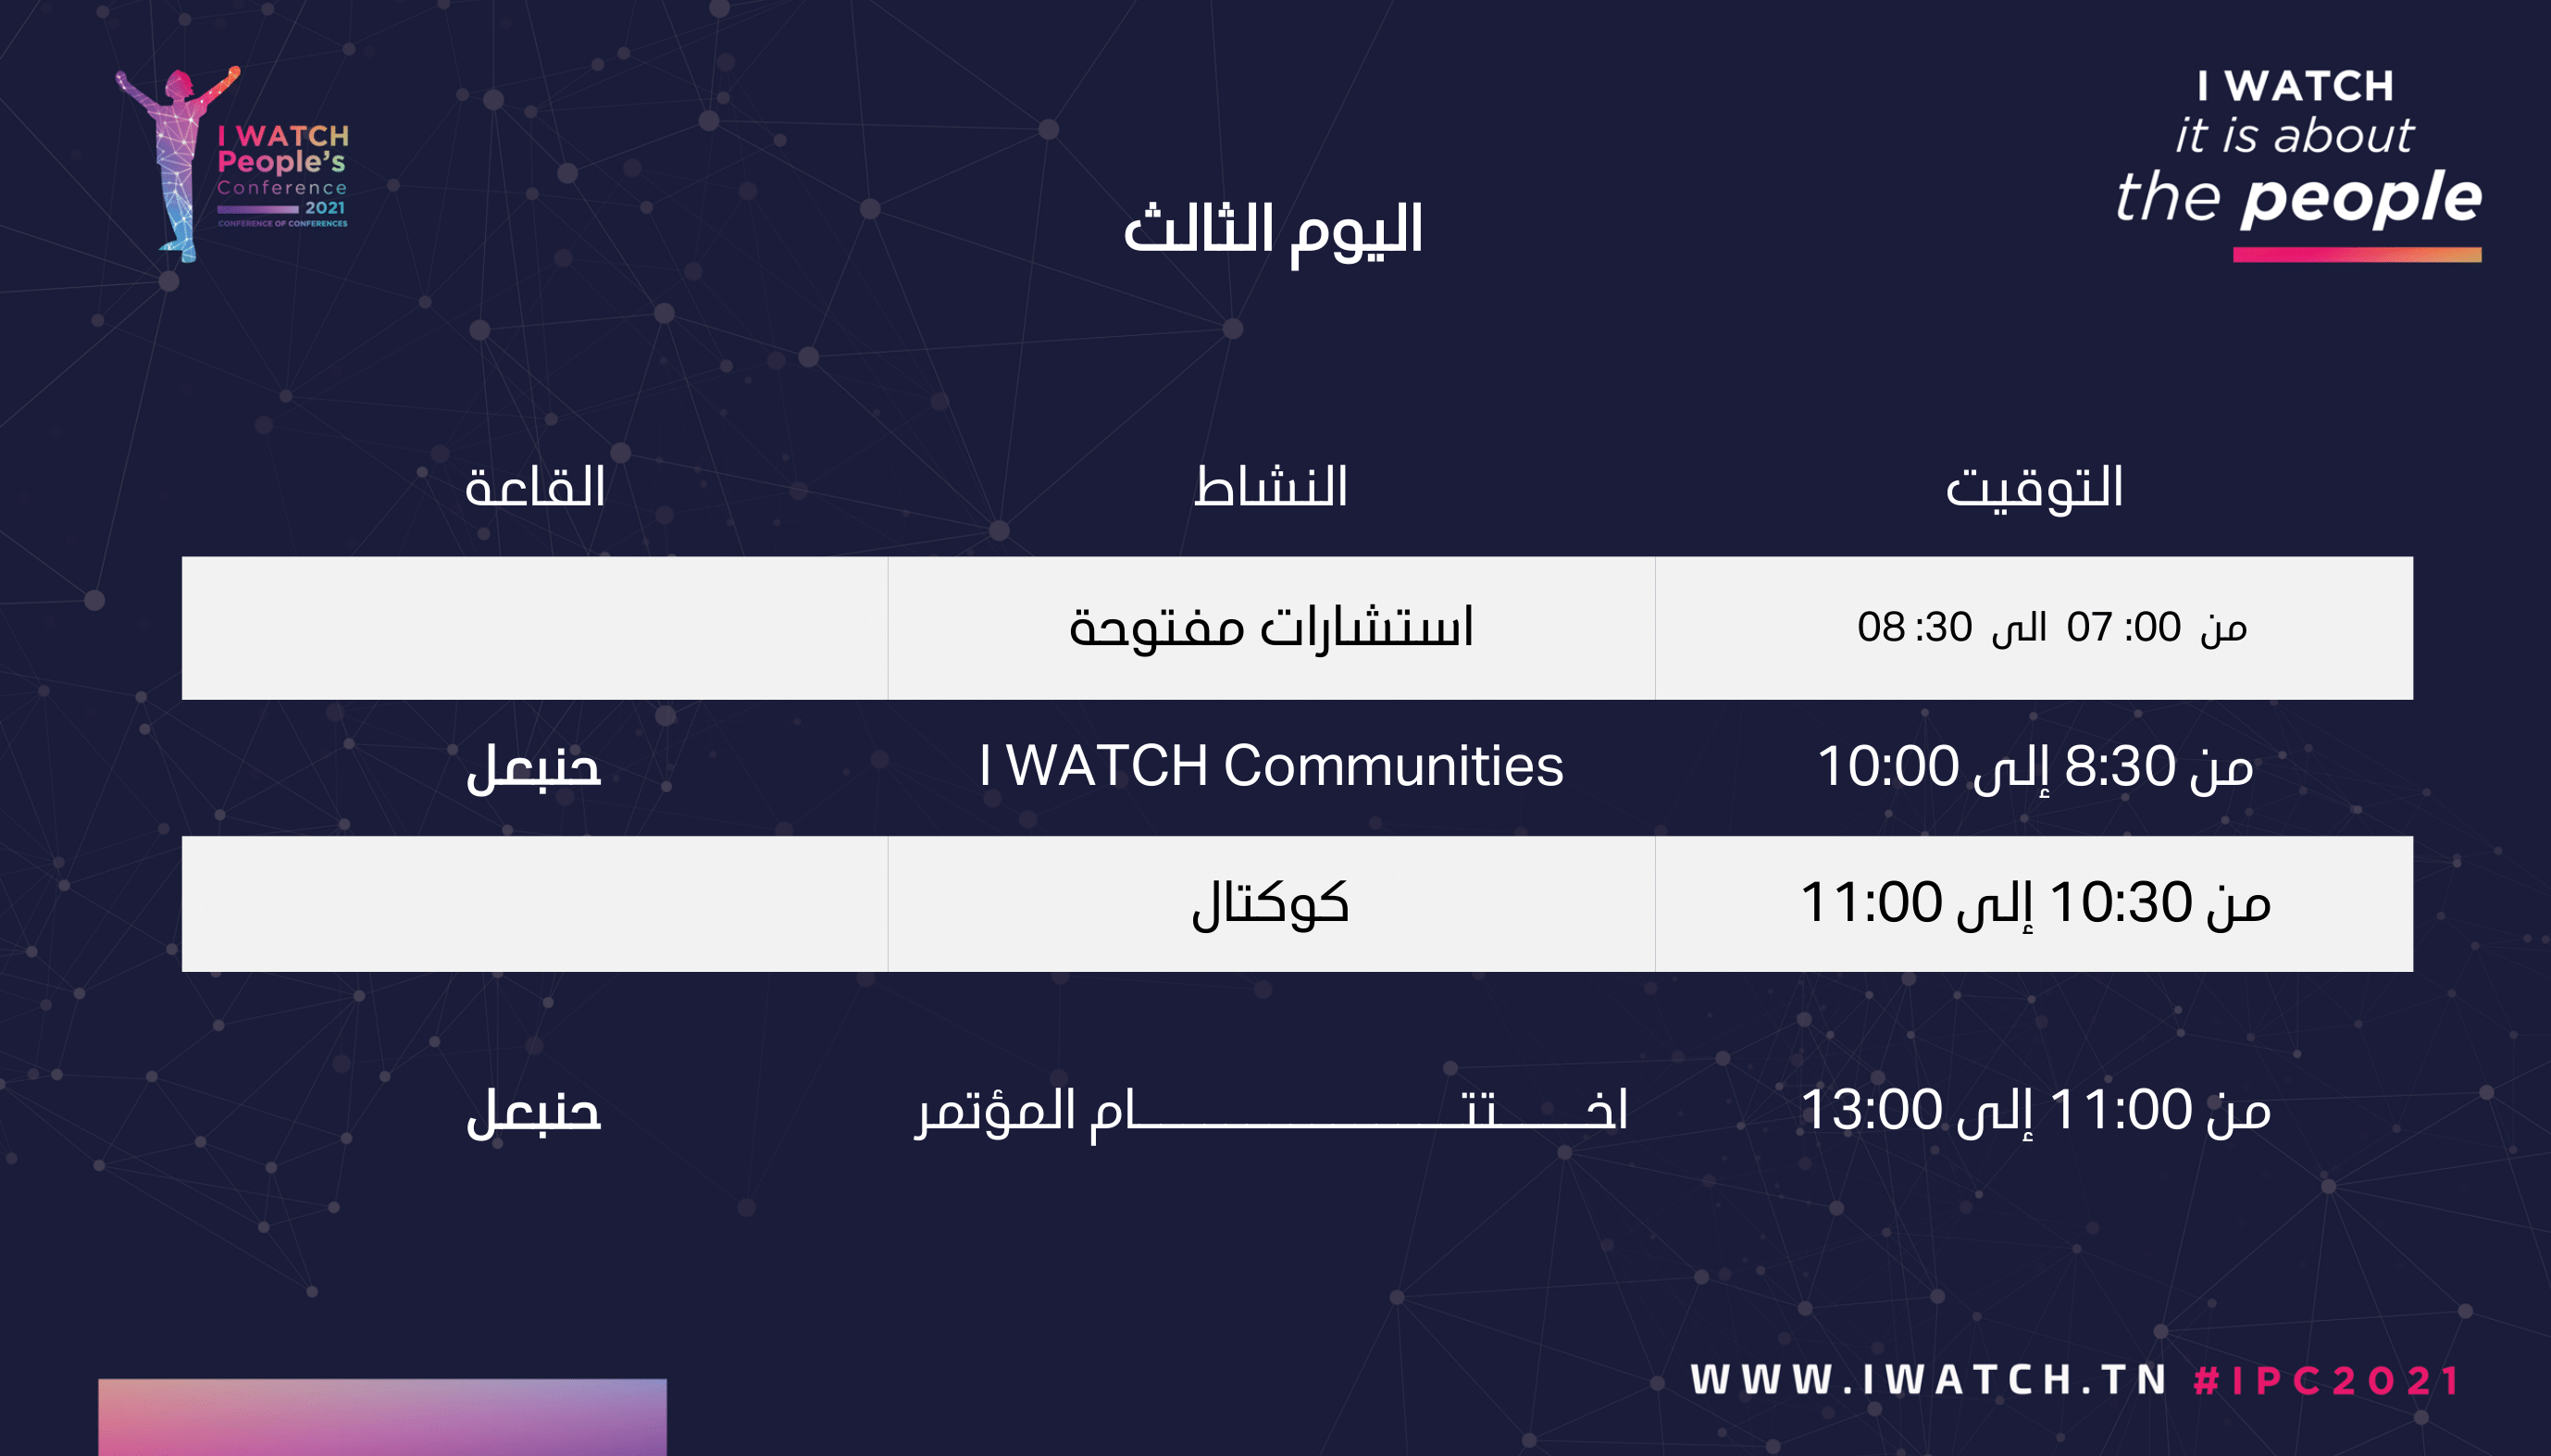 I WATCH
People's
Conference
2021
CONFERENCE OF CONFERENCES
I WATCH
it is about
the people
اليوم الثالث
التوقيت النشاط القاعة
من 07 :00 الى 08 :30 استشارات مفتوحة
من 8:30 إلى 10:00 I WATCH Communities حنبعل
من 10:30 إلى 11:00 كوكتال
من 11:00 إلى 13:00 اخــــتتــــــــــــــــام المؤتمر حنبعل
WWW.IWATCH.TN #IPC2021